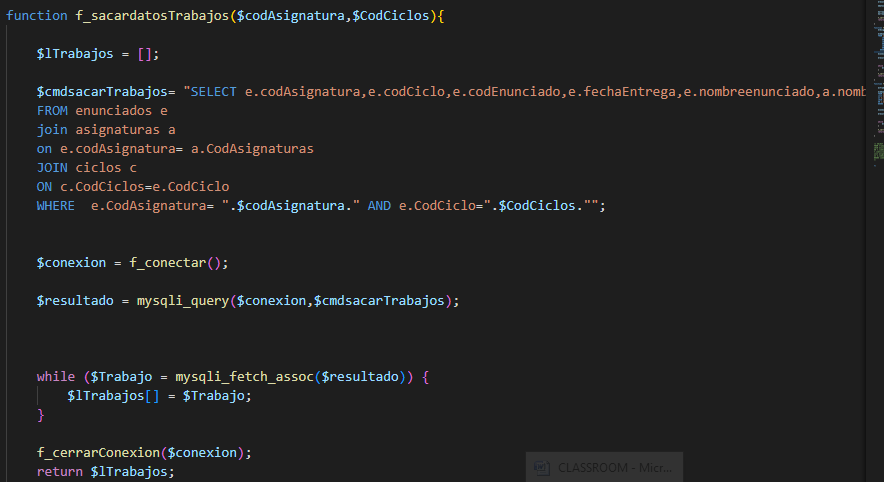 function f_sacardatosTrabajos($codAsignatura,$CodCiclos){
$lTrabajos = [];
$cmdsacarTrabajos= "SELECT e.codAsignatura,e.codCiclo,e.codEnunciado,e.fechaEntrega,e.nombreenunciado,a.nomb
FROM enunciados e
join asignaturas a
on e.codAsignatura= a.CodAsignaturas
JOIN ciclos c
ON c.CodCiclos=e.CodCiclo
WHERE  e.CodAsignatura= ".$codAsignatura." AND e.CodCiclo=".$CodCiclos."";
$conexion = f_conectar();
$resultado = mysqli_query($conexion,$cmdsacarTrabajos);
while ($Trabajo = mysqli_fetch_assoc($resultado)) {
$lTrabajos[] = $Trabajo;
}
f_cerrarConexion($conexion);
return $lTrabajos;
CLASSROOM - Micr...